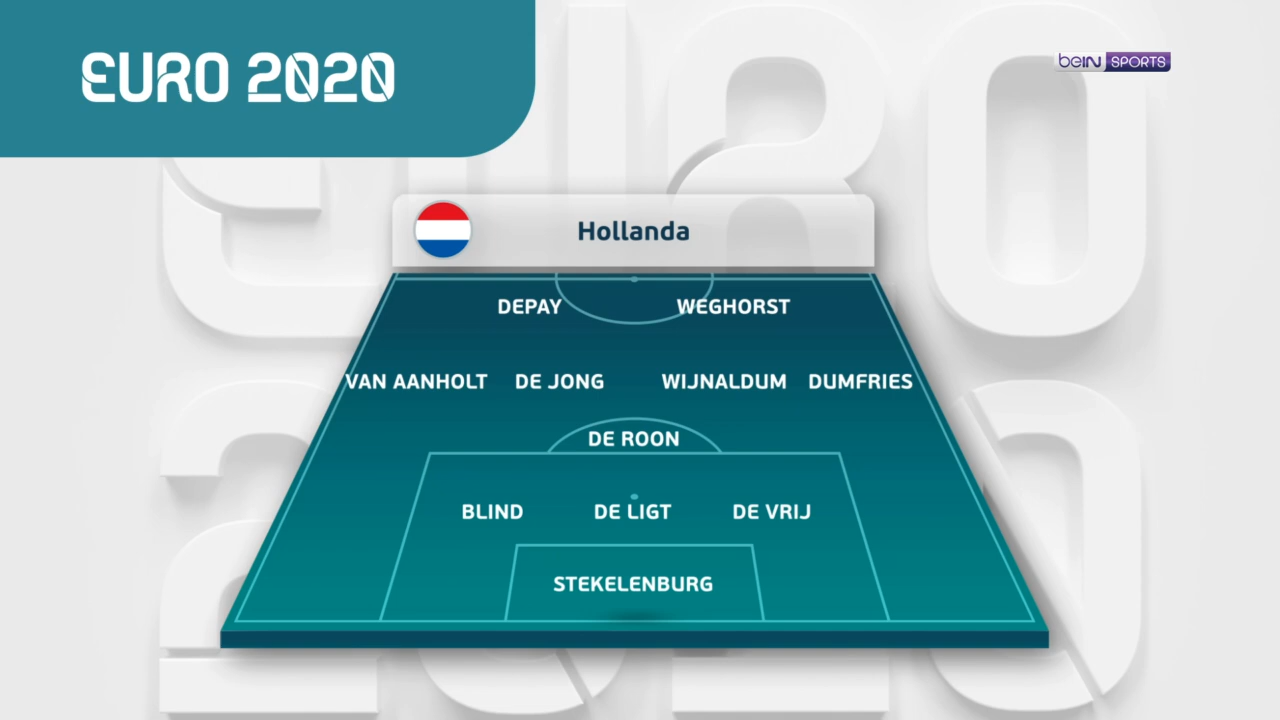 EURO 2020
beIN SPORTS
Hollanda
DEPAY WEGHORST
VAN AANHOLT DE JONG WIJNALDUM DUMFRIES
DE ROON
BLIND DE LIGT DE VRIJ
STEKELENBURG